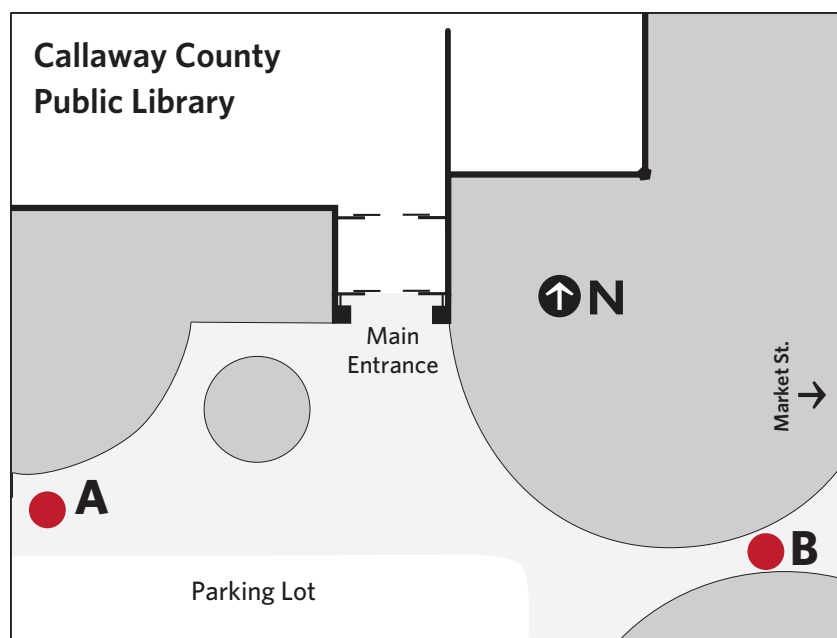 Callaway County
Public Library
N
Main
Entrance
Market St.
A
B
Parking Lot